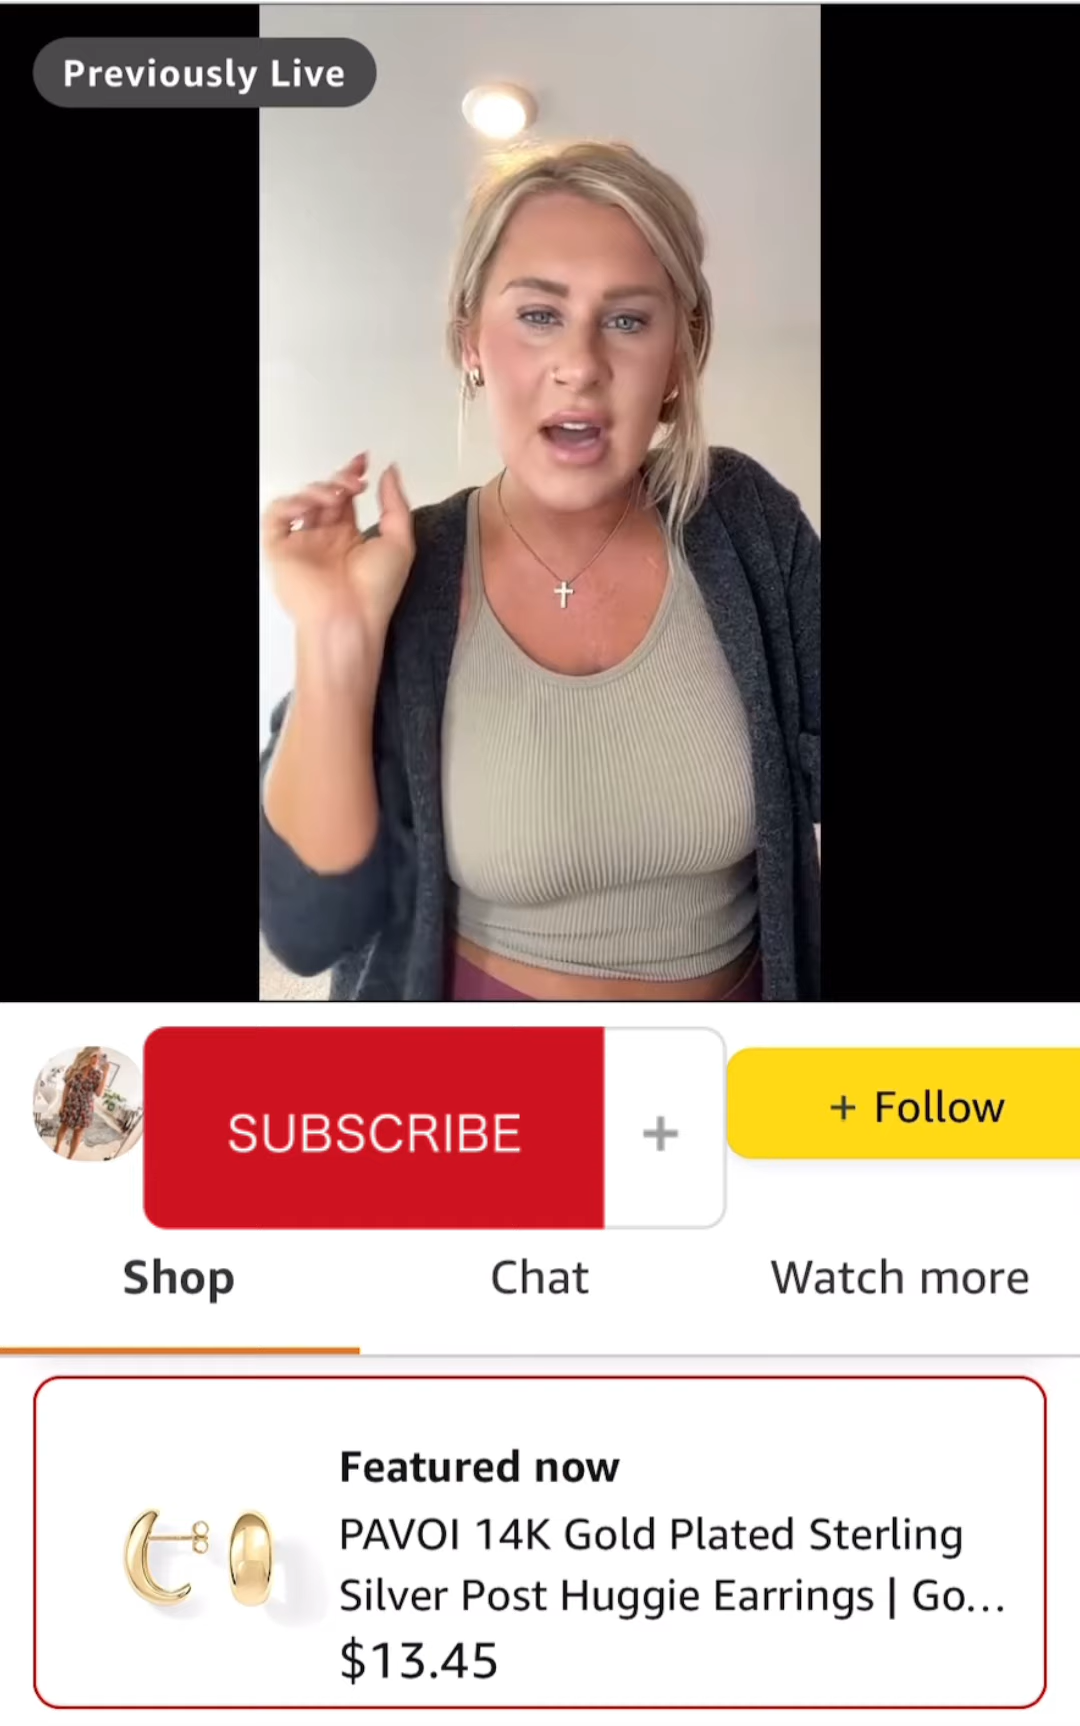 Previously Live
SUBSCRIBE
+
+ Follow
Shop
Chat
Watch more
Featured now
PAVOI 14K Gold Plated Sterling
Silver Post Huggie Earrings | Go...
$13.45